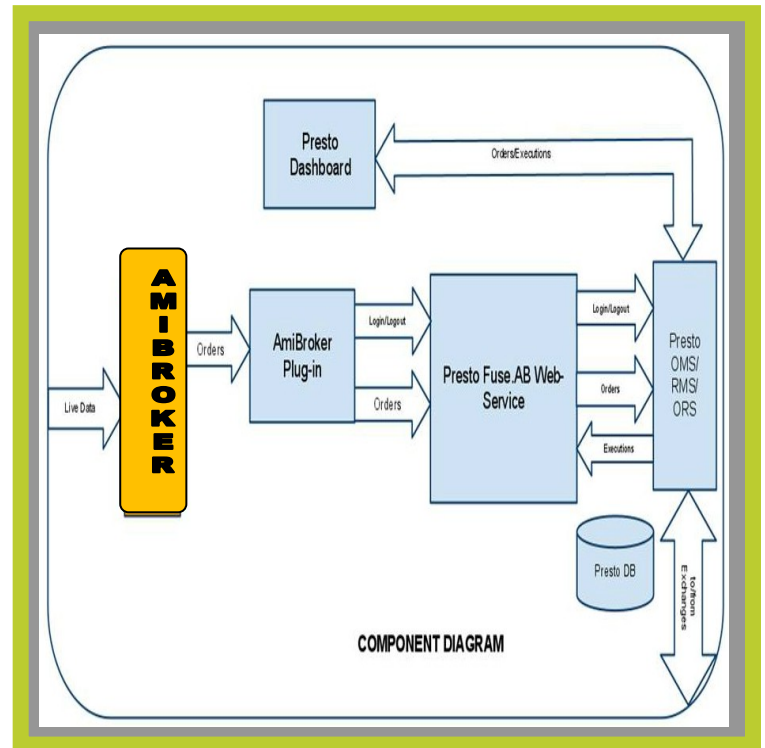 Presto
Dashboard
Orders/Executions
AMIBROKER
Live Data
Orders
AmiBroker
Plug-in
Login/Logout
Orders
Presto Fuse.AB Web-
Service
Login/Logout
Orders
Executions
Presto
OMS/
RMS/
ORS
Presto DB
to/from
Exchanges
COMPONENT DIAGRAM